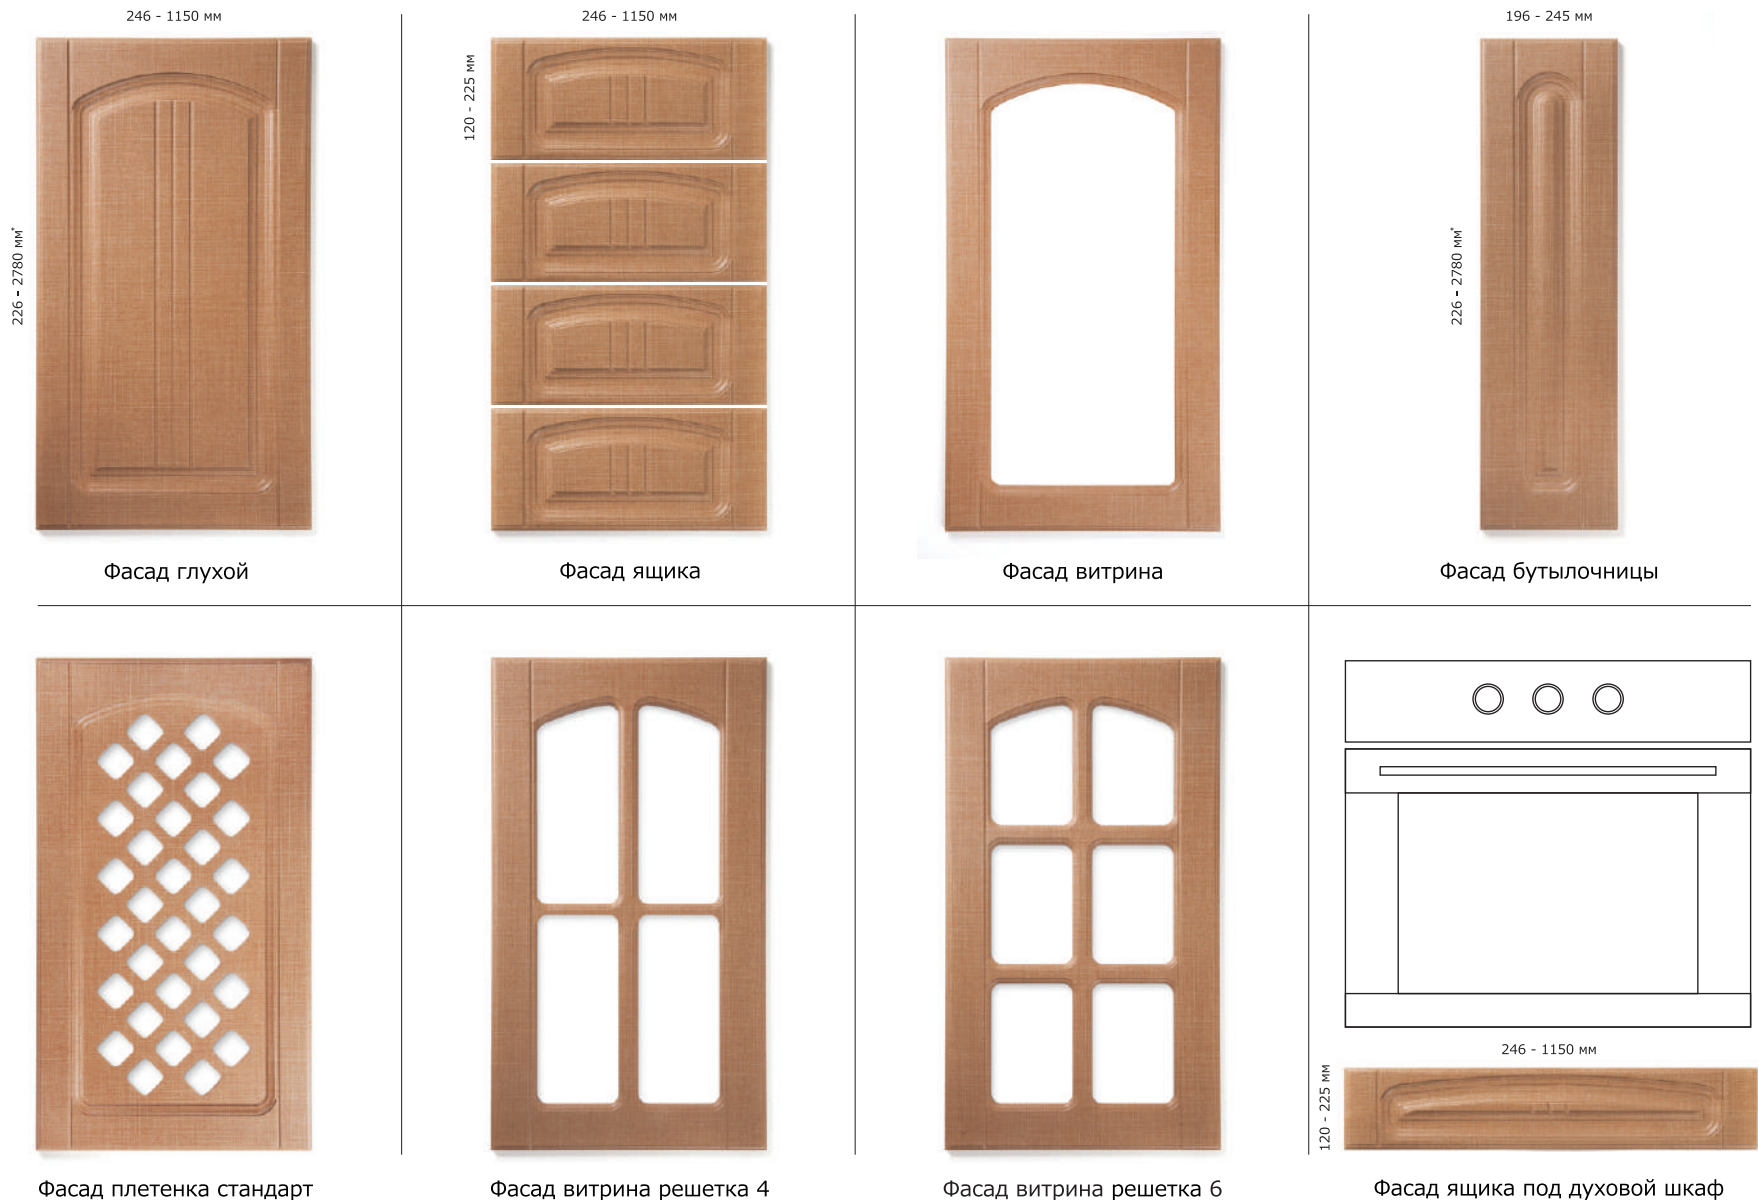 246 - 1150 мм
246 - 1150 мм
196 - 245 мм
226 - 2780 мм*
120 - 225 мм
226 - 2780 мм*
Фасад глухой
Фасад ящика
Фасад витрина
Фасад бутылочницы
246 - 1150 мм
120 - 225 мм
Фасад плетенка стандарт
Фасад витрина решетка 4
Фасад витрина решетка 6
Фасад ящика под духовой шкаф